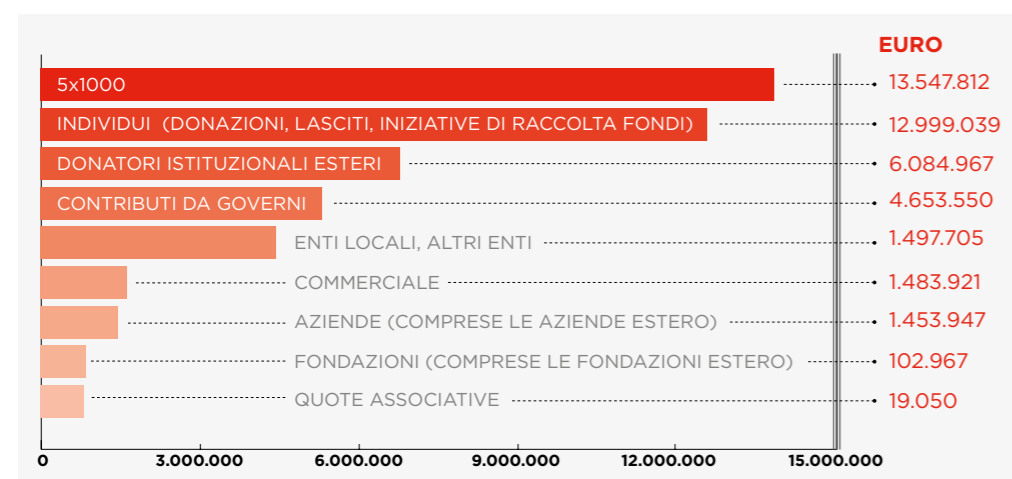 EURO
5x1000 13.547.812
INDIVIDUI (DONAZIONI, LASCITI, INIZIATIVE DI RACCOLTA FONDI) 12.999.039
DONATORI ISTITUZIONALI ESTERI 6.084.967
CONTRIBUTI DA GOVERNI 4.653.550
ENTI LOCALI, ALTRI ENTI 1.497.705
COMMERCIALE 1.483.921
AZIENDE (COMPRESE LE AZIENDE ESTERO) 1.453.947
FONDAZIONI (COMPRESE LE FONDAZIONI ESTERO) 102.967
QUOTE ASSOCIATIVE 19.050
0 3.000.000 6.000.000 9.000.000 12.000.000 15.000.000